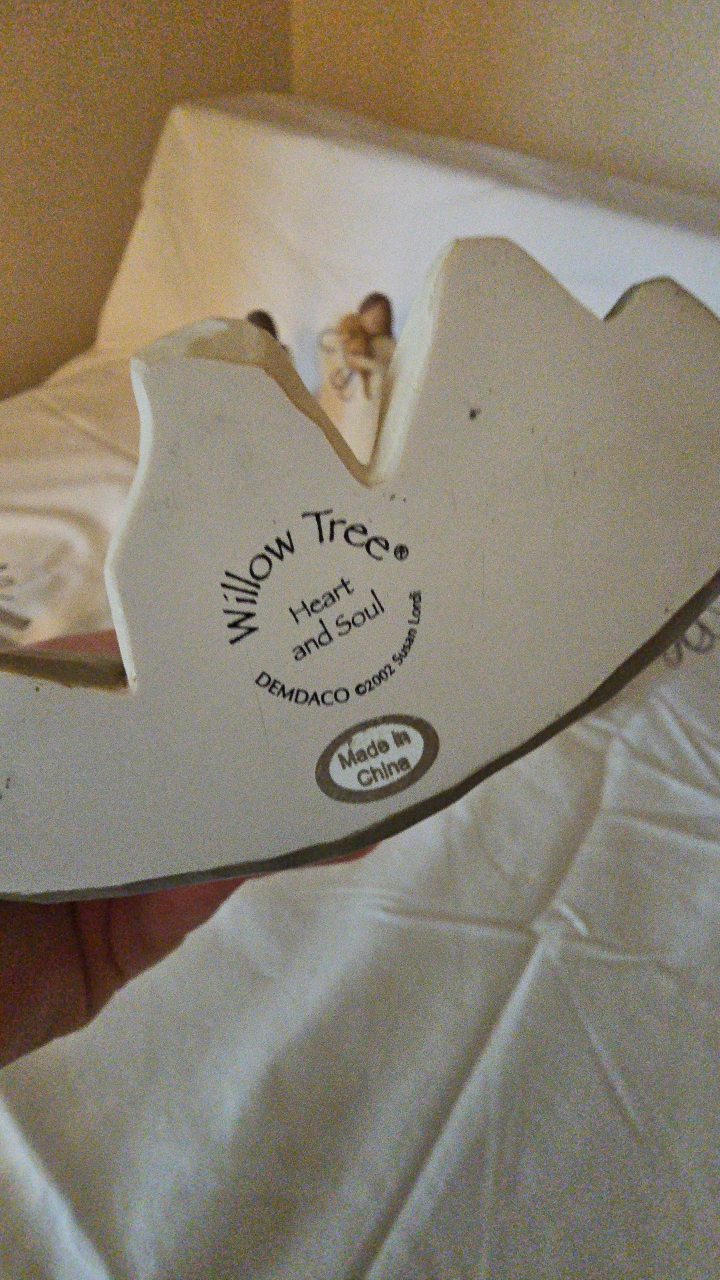 Willow Tree®
Heart
and Soul
DEMDACO ©2002 Susan Lordi
Made in
China